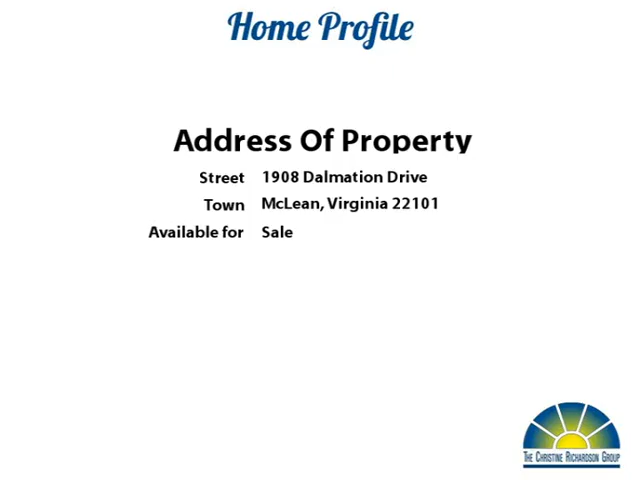 Home Profile
Address Of Property
Street 1908 Dalmation Drive
Town McLean, Virginia 22101
Available for Sale
The Christine Richardson Group